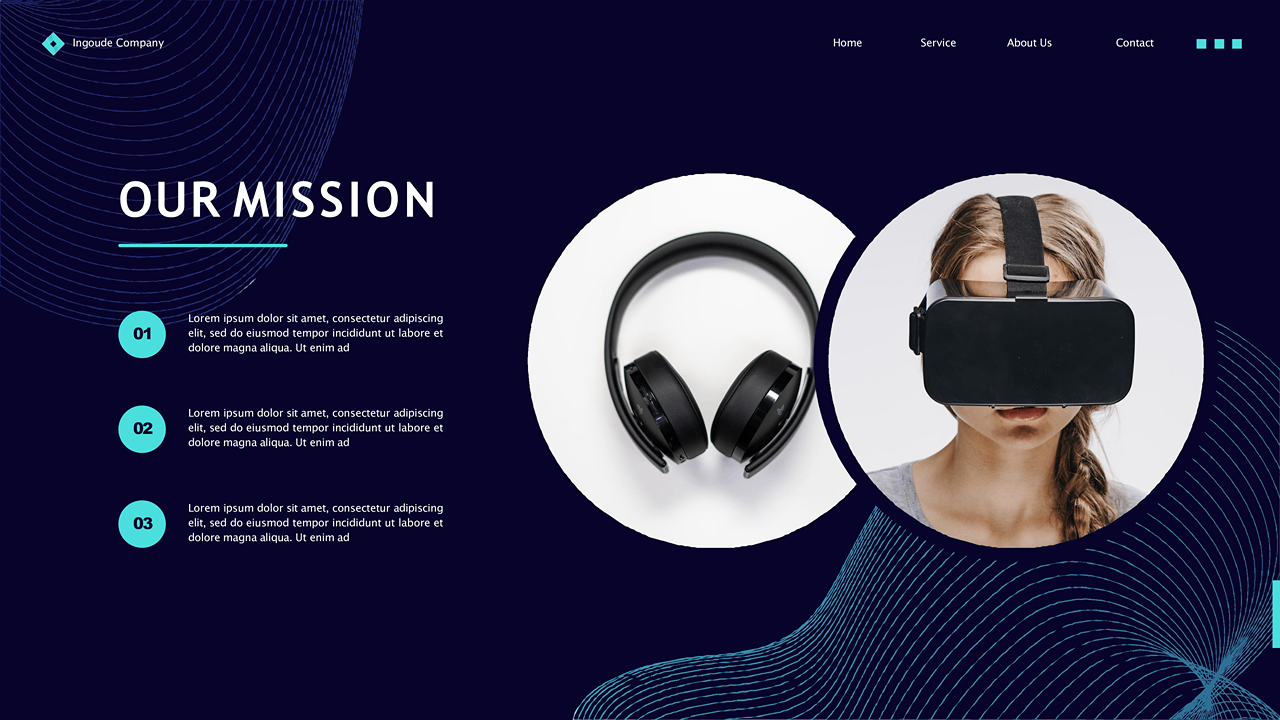 Ingoude Company
Home
Service
About Us
Contact
OUR MISSION
01
Lorem ipsum dolor sit amet, consectetur adipiscing
elit, sed do eiusmod tempor incididunt ut labore et
dolore magna aliqua. Ut enim ad
02
Lorem ipsum dolor sit amet, consectetur adipiscing
elit, sed do eiusmod tempor incididunt ut labore et
dolore magna aliqua. Ut enim ad
03
Lorem ipsum dolor sit amet, consectetur adipiscing
elit, sed do eiusmod tempor incididunt ut labore et
dolore magna aliqua. Ut enim ad